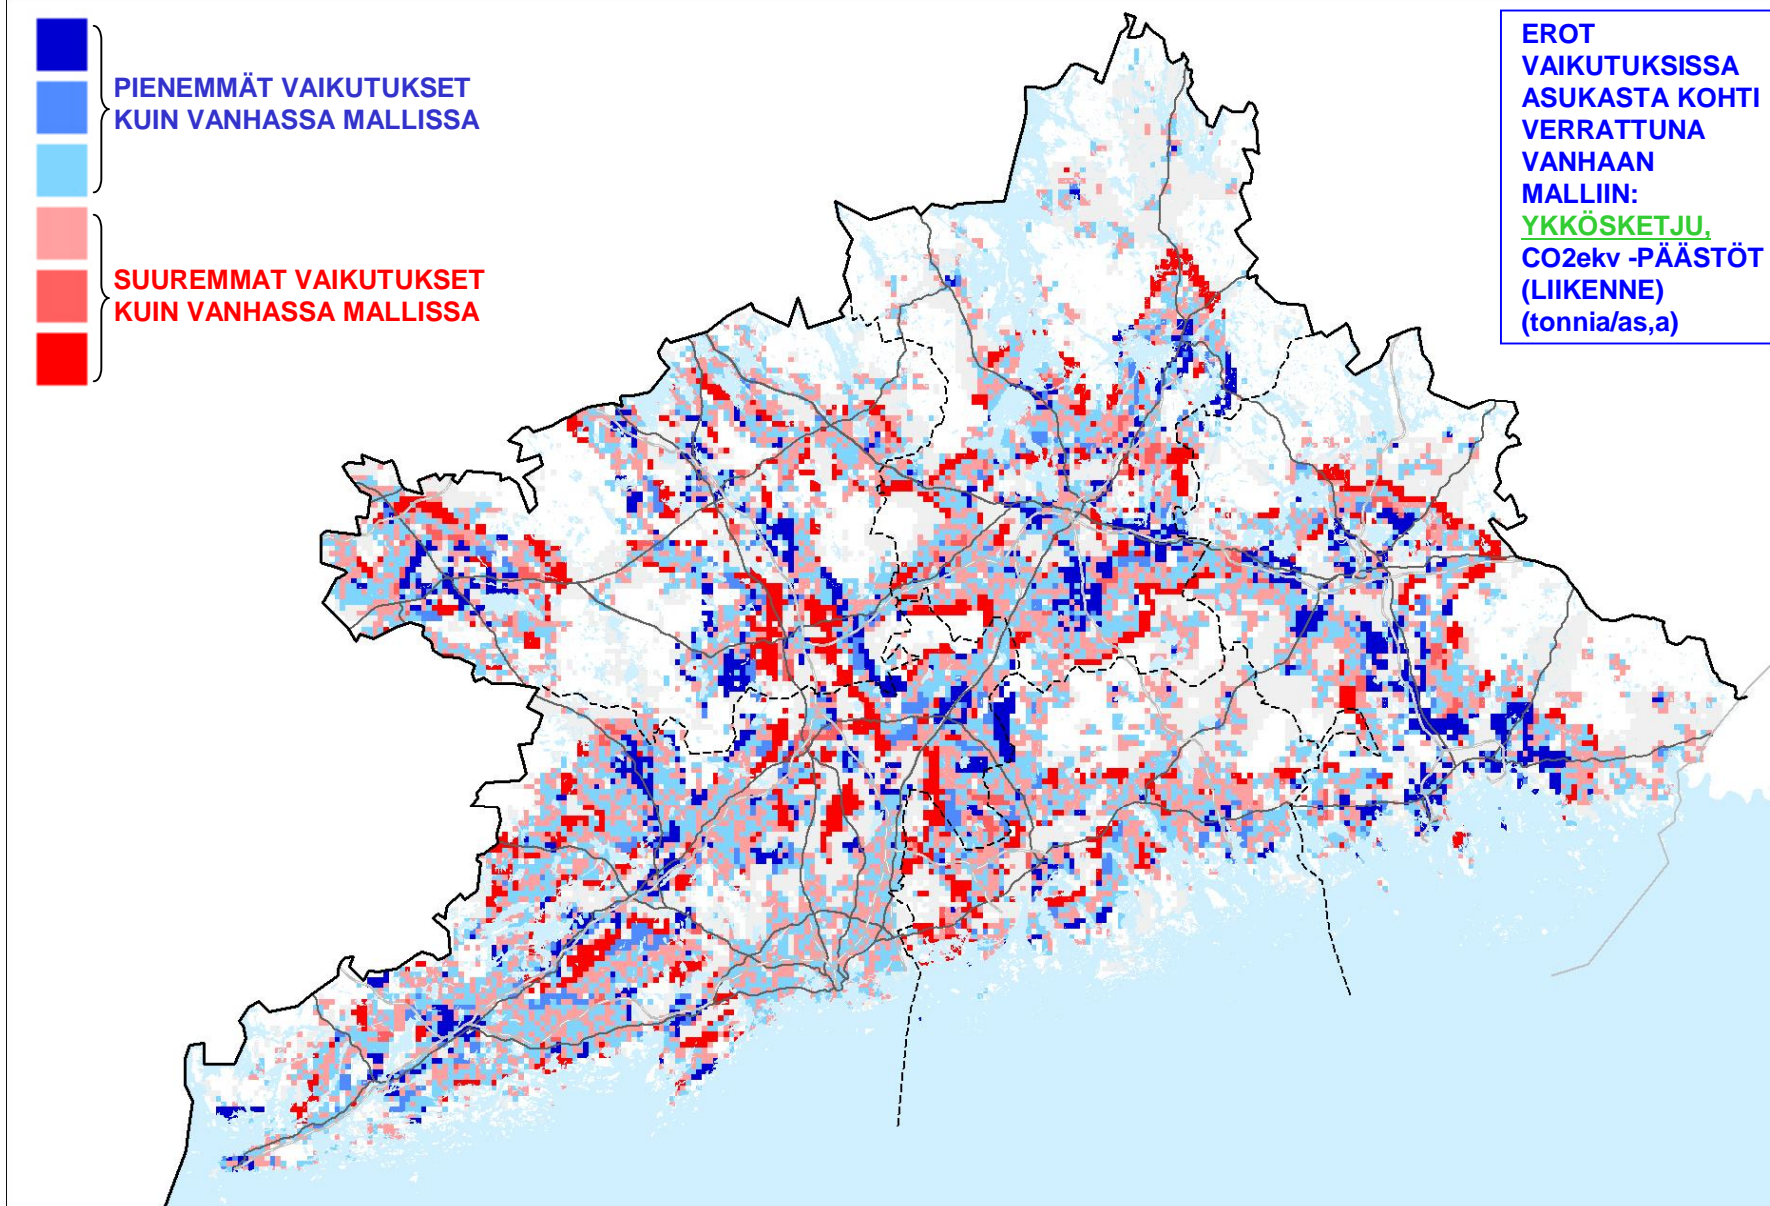 PIENEMMÄT VAIKUTUKSET
KUIN VANHASSA MALLISSA
SUUREMMAT VAIKUTUKSET
KUIN VANHASSA MALLISSA
EROT
VAIKUTUKSISSA
ASUKASTA KOHTI
VERRATTUNA
VANHAAN
MALLIIN:
YKKÖSKETJU,
CO2ekv -PÄÄSTÖT
(LIIKENNE)
(tonnia/as,a)